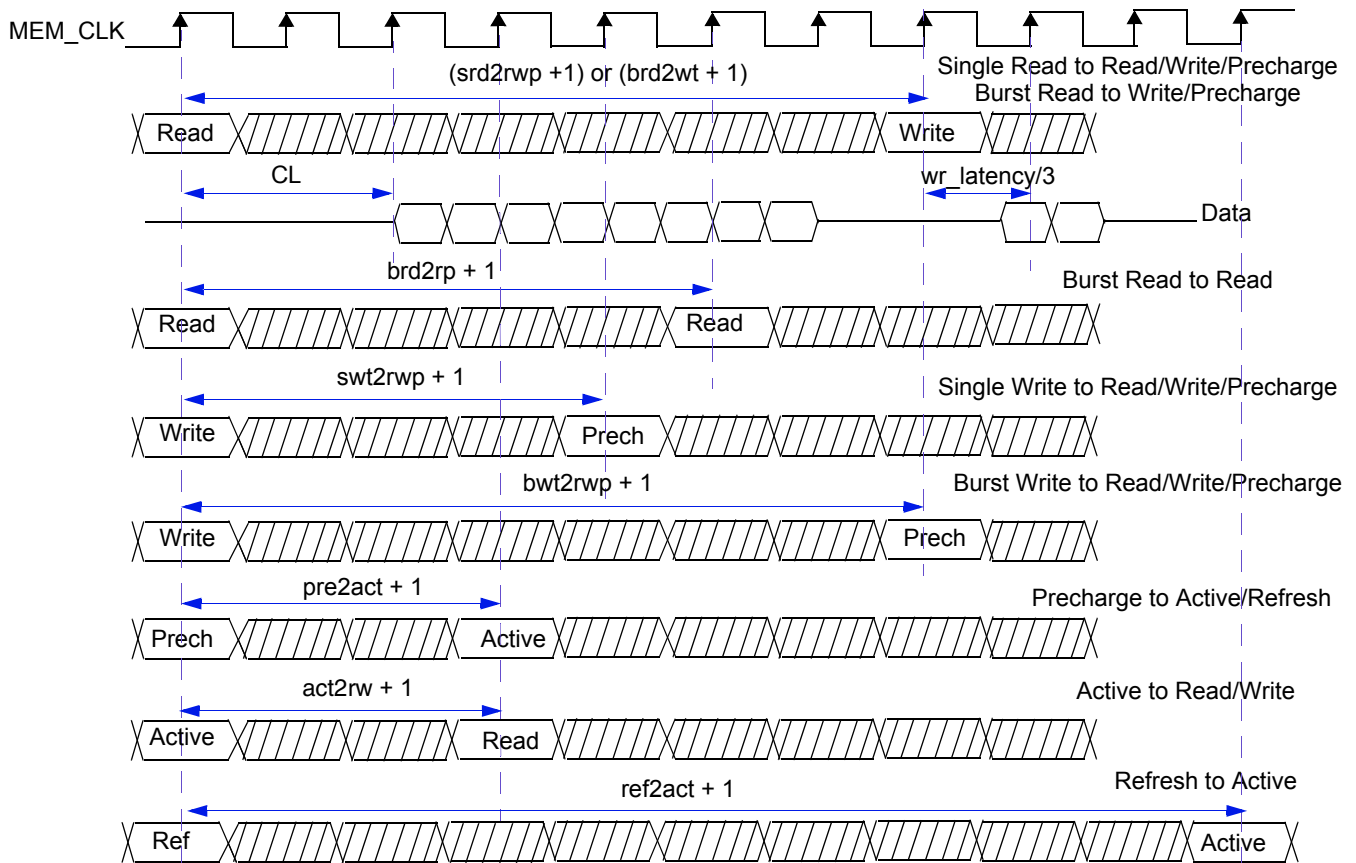 MEM_CLK
(srd2rwp +1) or (brd2wt + 1)
Single Read to Read/Write/Precharge
Burst Read to Write/Precharge
Read
Write
CL
wr_latency/3
Data
brd2rp + 1
Burst Read to Read
Read
Read
swt2rwp + 1
Single Write to Read/Write/Precharge
Write
Prech
bwt2rwp + 1
Burst Write to Read/Write/Precharge
Write
Prech
pre2act + 1
Precharge to Active/Refresh
Prech
Active
act2rw + 1
Active to Read/Write
Active
Read
Refresh to Active
ref2act + 1
Ref
Active